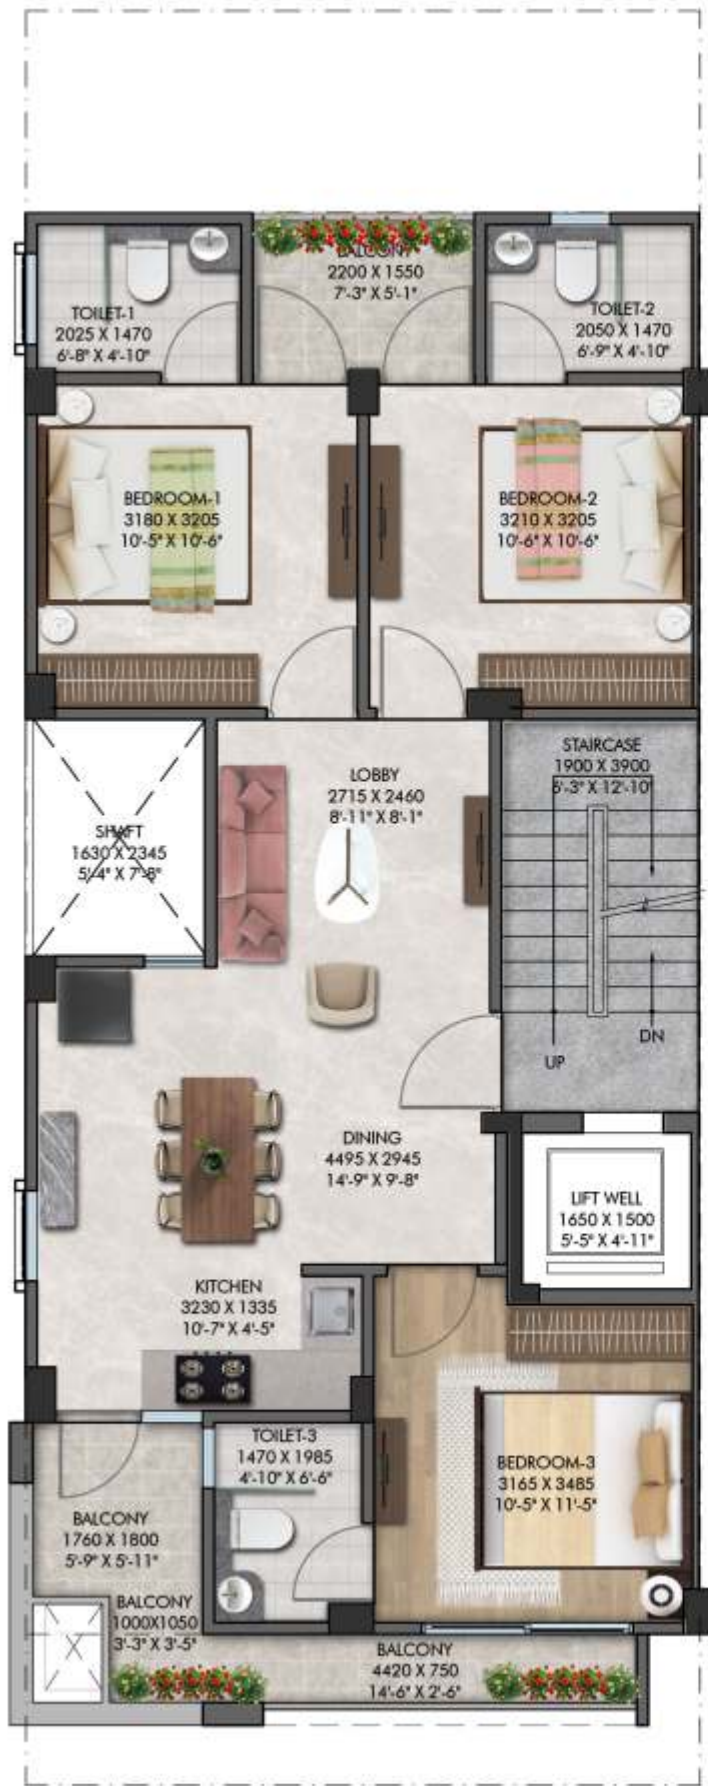 BALCONY
2200 X 1550
7'-3" X 5'-1"
TOILET-1
2025 X 1470
6'-8" X 4'-10"
TOILET-2
2050 X 1470
6'-9" X 4'-10"
BEDROOM-1
3180 X 3205
10'-5" X 10'-6"
BEDROOM-2
3210 X 3205
10'-6" X 10'-6"
STAIRCASE
1900 X 3900
6'-3" X 12'-10"
LOBBY
2715 X 2460
8'-11" X 8'-1"
SHAFT
1630 X 2345
5'-4" X 7'-8"
UP
DN
DINING
4495 X 2945
14'-9" X 9'-8"
LIFT WELL
1650 X 1500
5'-5" X 4'-11"
KITCHEN
3230 X 1335
10'-7" X 4'-5"
TOILET-3
1470 X 1985
4'-10" X 6'-6"
BEDROOM-3
3165 X 3485
10'-5" X 11'-5"
BALCONY
1760 X 1800
5'-9" X 5'-11"
BALCONY
1000X1050
3'-3" X 3'-5"
BALCONY
4420 X 750
14'-6" X 2'-6"